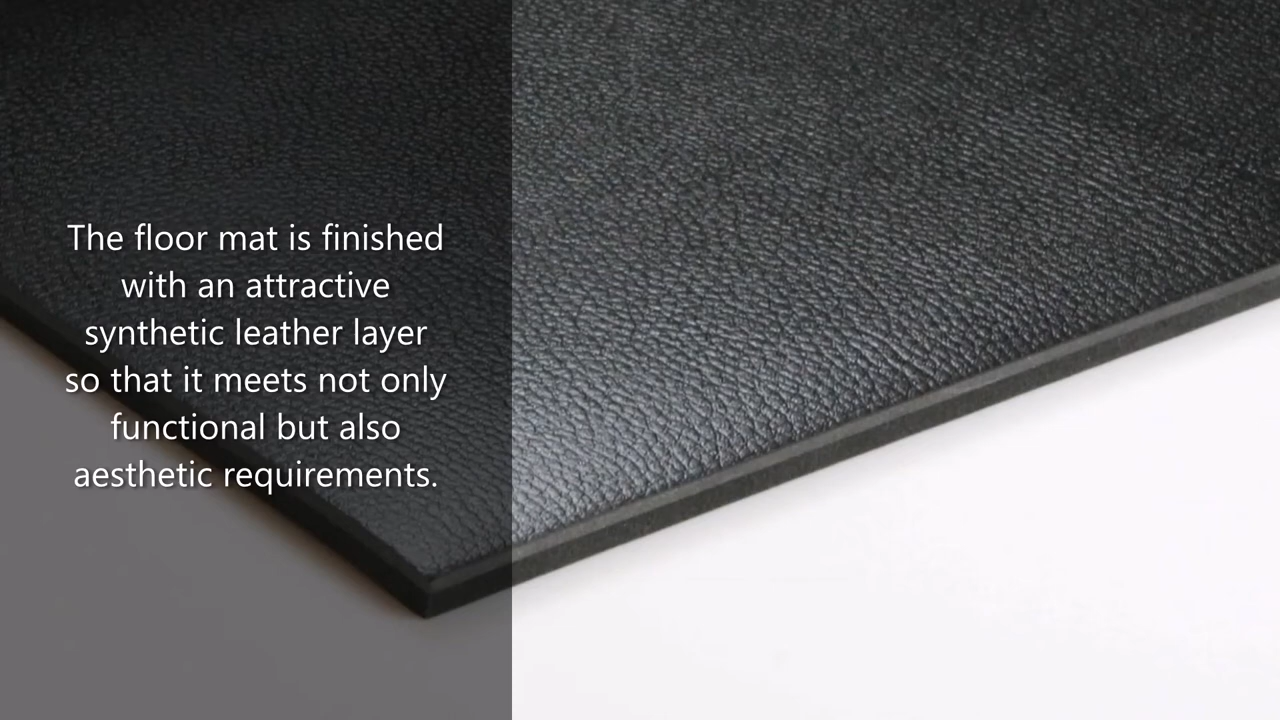 The floor mat is finished
with an attractive
synthetic leather layer
so that it meets not only
functional but also
aesthetic requirements.